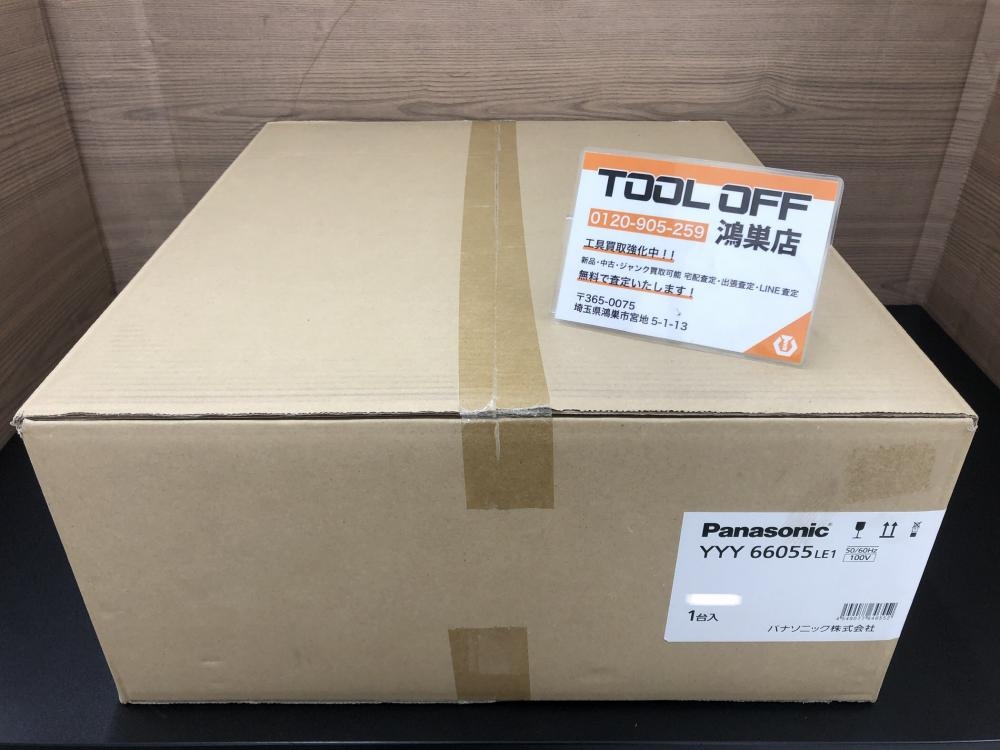 TOOL OFF
0120-905-259 鴻巣店
工具買取強化中!!
新品・中古・ジャンク買取可能 宅配査定・出張査定・LINE査定
無料で査定いたします!
〒365-0075
埼玉県鴻巣市宮地 5-1-13
Panasonic
YYY 66055 LE1 50/60Hz
100V
1台入
パナソニック株式会社